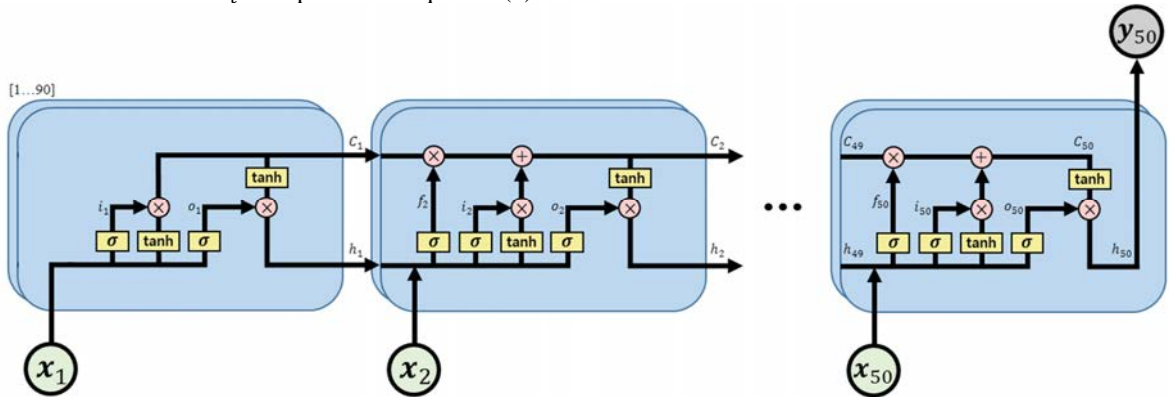 [1...90]
C₁
tanh
i₁
×
o₁
×
σ
tanh
σ
h₁
x₁
×
+
C₂
tanh
f₂
i₂
×
o₂
×
σ
σ
tanh
σ
h₂
x₂
...
C₄₉
×
+
C₅₀
tanh
f₅₀
i₅₀
×
o₅₀
×
σ
σ
tanh
σ
h₄₉
h₅₀
x₅₀
y₅₀